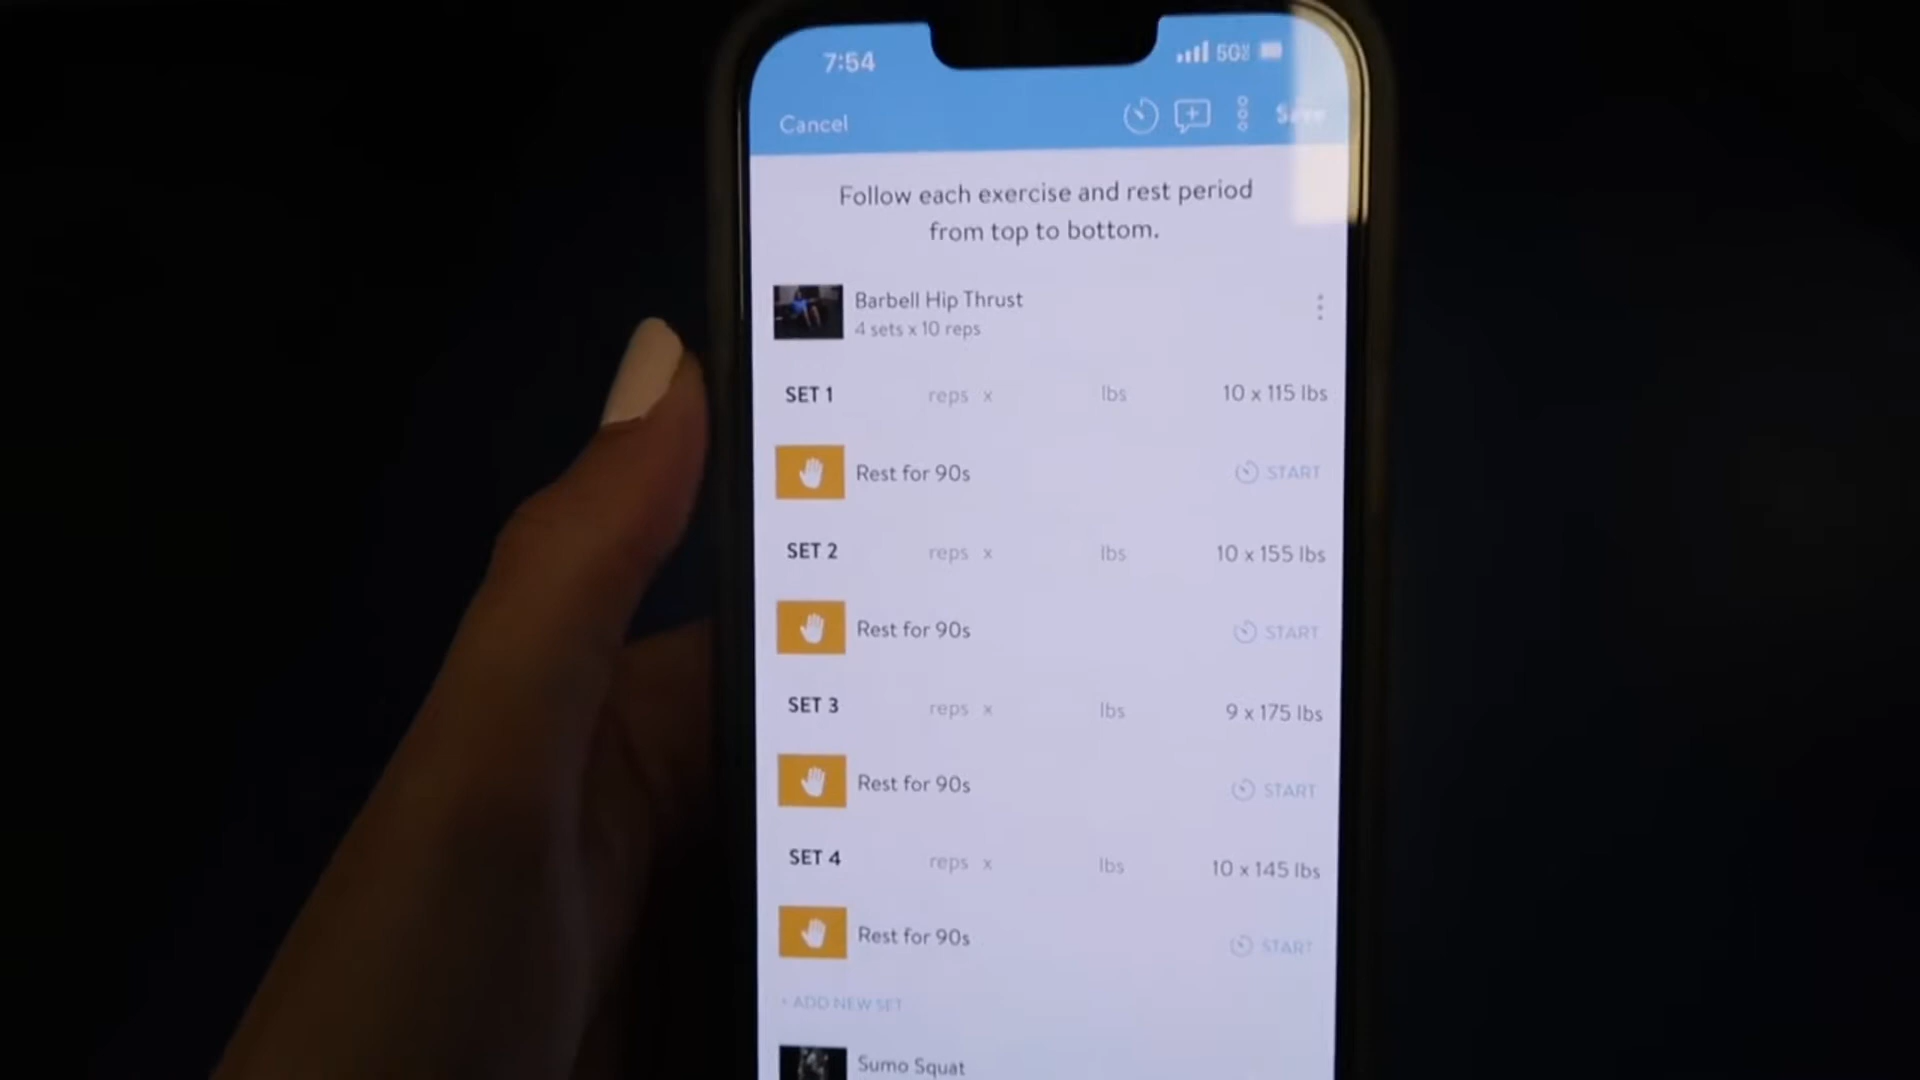 7:54
5G
Cancel
Save
Follow each exercise and rest period
from top to bottom.
Barbell Hip Thrust
4 sets x 10 reps
SET 1 reps x lbs 10 x 115 lbs
Rest for 90s START
SET 2 reps x lbs 10 x 155 lbs
Rest for 90s START
SET 3 reps x lbs 9 x 175 lbs
Rest for 90s START
SET 4 reps x lbs 10 x 145 lbs
Rest for 90s START
+ ADD NEW SET
Sumo Squat